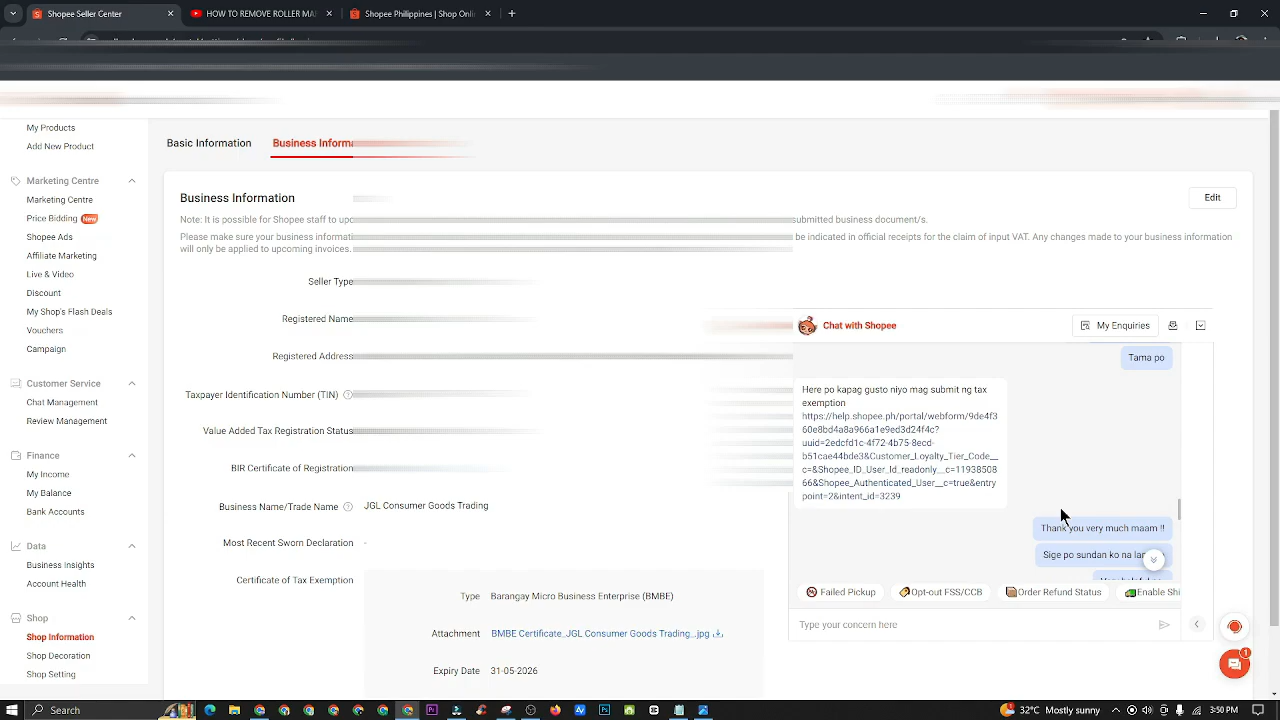 Shopee Seller Center
HOW TO REMOVE ROLLER MA
Shopee Philippines | Shop Onli
My Products
Add New Product
Marketing Centre
Marketing Centre
Price Bidding New
Shopee Ads
Affiliate Marketing
Live & Video
Discount
My Shop's Flash Deals
Vouchers
Campaign
Customer Service
Chat Management
Review Management
Finance
My Income
My Balance
Bank Accounts
Data
Business Insights
Account Health
Shop
Shop Information
Shop Decoration
Shop Setting
Basic Information
Business Informa
Business Information
Edit
Note: It is possible for Shopee staff to upd
submitted business document/s.
Please make sure your business informati
be indicated in official receipts for the claim of input VAT. Any changes made to your business information
will only be applied to upcoming invoices.
Seller Type
Registered Name
Registered Address
Taxpayer Identification Number (TIN)
Value Added Tax Registration Status
BIR Certificate of Registration
Business Name/Trade Name
JGL Consumer Goods Trading
Most Recent Sworn Declaration
-
Certificate of Tax Exemption
Type Barangay Micro Business Enterprise (BMBE)
Attachment BMBE Certificate_JGL Consumer Goods Trading_.jpg
Expiry Date 31-05-2026
Chat with Shopee
My Enquiries
Tama po
Here po kapag gusto niyo mag submit ng tax
exemption
https://help.shopee.ph/portal/webform/9de4f3
60e8bd4a8a966a1e9ed3d24f4c?
uuid=2edcfd1c-4f72-4b75-8ecd-
b51cae44bde3&Customer_Loyalty_Tier_Code__
c=&Shopee_ID_User_Id_readonly__c=11938508
66&Shopee_Authenticated_User__c=true&entry
point=2&intent_id=3239
Thank you very much maam !!
Sige po sundan ko na lan
Failed Pickup
Opt-out FSS/CCB
Order Refund Status
Enable Shi
Type your concern here
1
Search
32°C Mostly sunny
3:50 PM